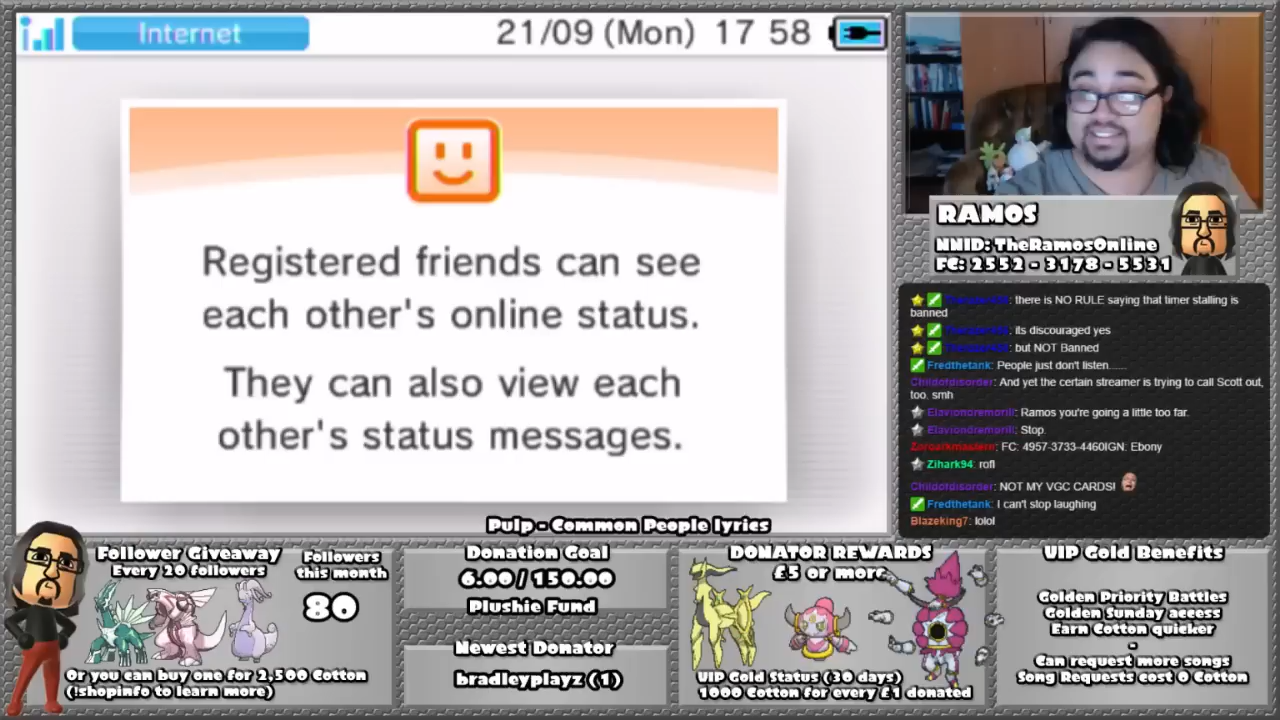 Internet
21/09 (Mon) 17 58
Registered friends can see
each other's online status.
They can also view each
other's status messages.
RAMOS
NNID: TheRamosOnline
FC: 2552 - 3178 - 5531
: there is NO RULE saying that timer stalling is
banned
: its discouraged yes
: but NOT Banned
Fredthetank: People just don't listen......
Childofdisorder: And yet the certain streamer is trying to call Scott out,
too. smh
Elaviondremorili: Ramos you're going a little too far.
Elaviondremorili: Stop.
: FC: 4957-3733-4460IGN: Ebony
Zihark94: rofl
Childofdisorder: NOT MY VGC CARDS!
Fredthetank: I can't stop laughing
Blazeking7: lolol
Pulp - Common People lyrics
Follower Giveaway
Every 20 followers
Followers
this month
80
Or you can buy one for 2,500 Cotton
(!shopinfo to learn more)
Donation Goal
6.00 / 150.00
Plushie Fund
Newest Donator
bradleyplayz (1)
DONATOR REWARDS
£5 or more
VIP Gold Status (30 days)
1000 Cotton for every £1 donated
VIP Gold Benefits
Golden Priority Battles
Golden Sunday access
Earn Cotton quicker
-
Can request more songs
Song Requests cost 0 Cotton